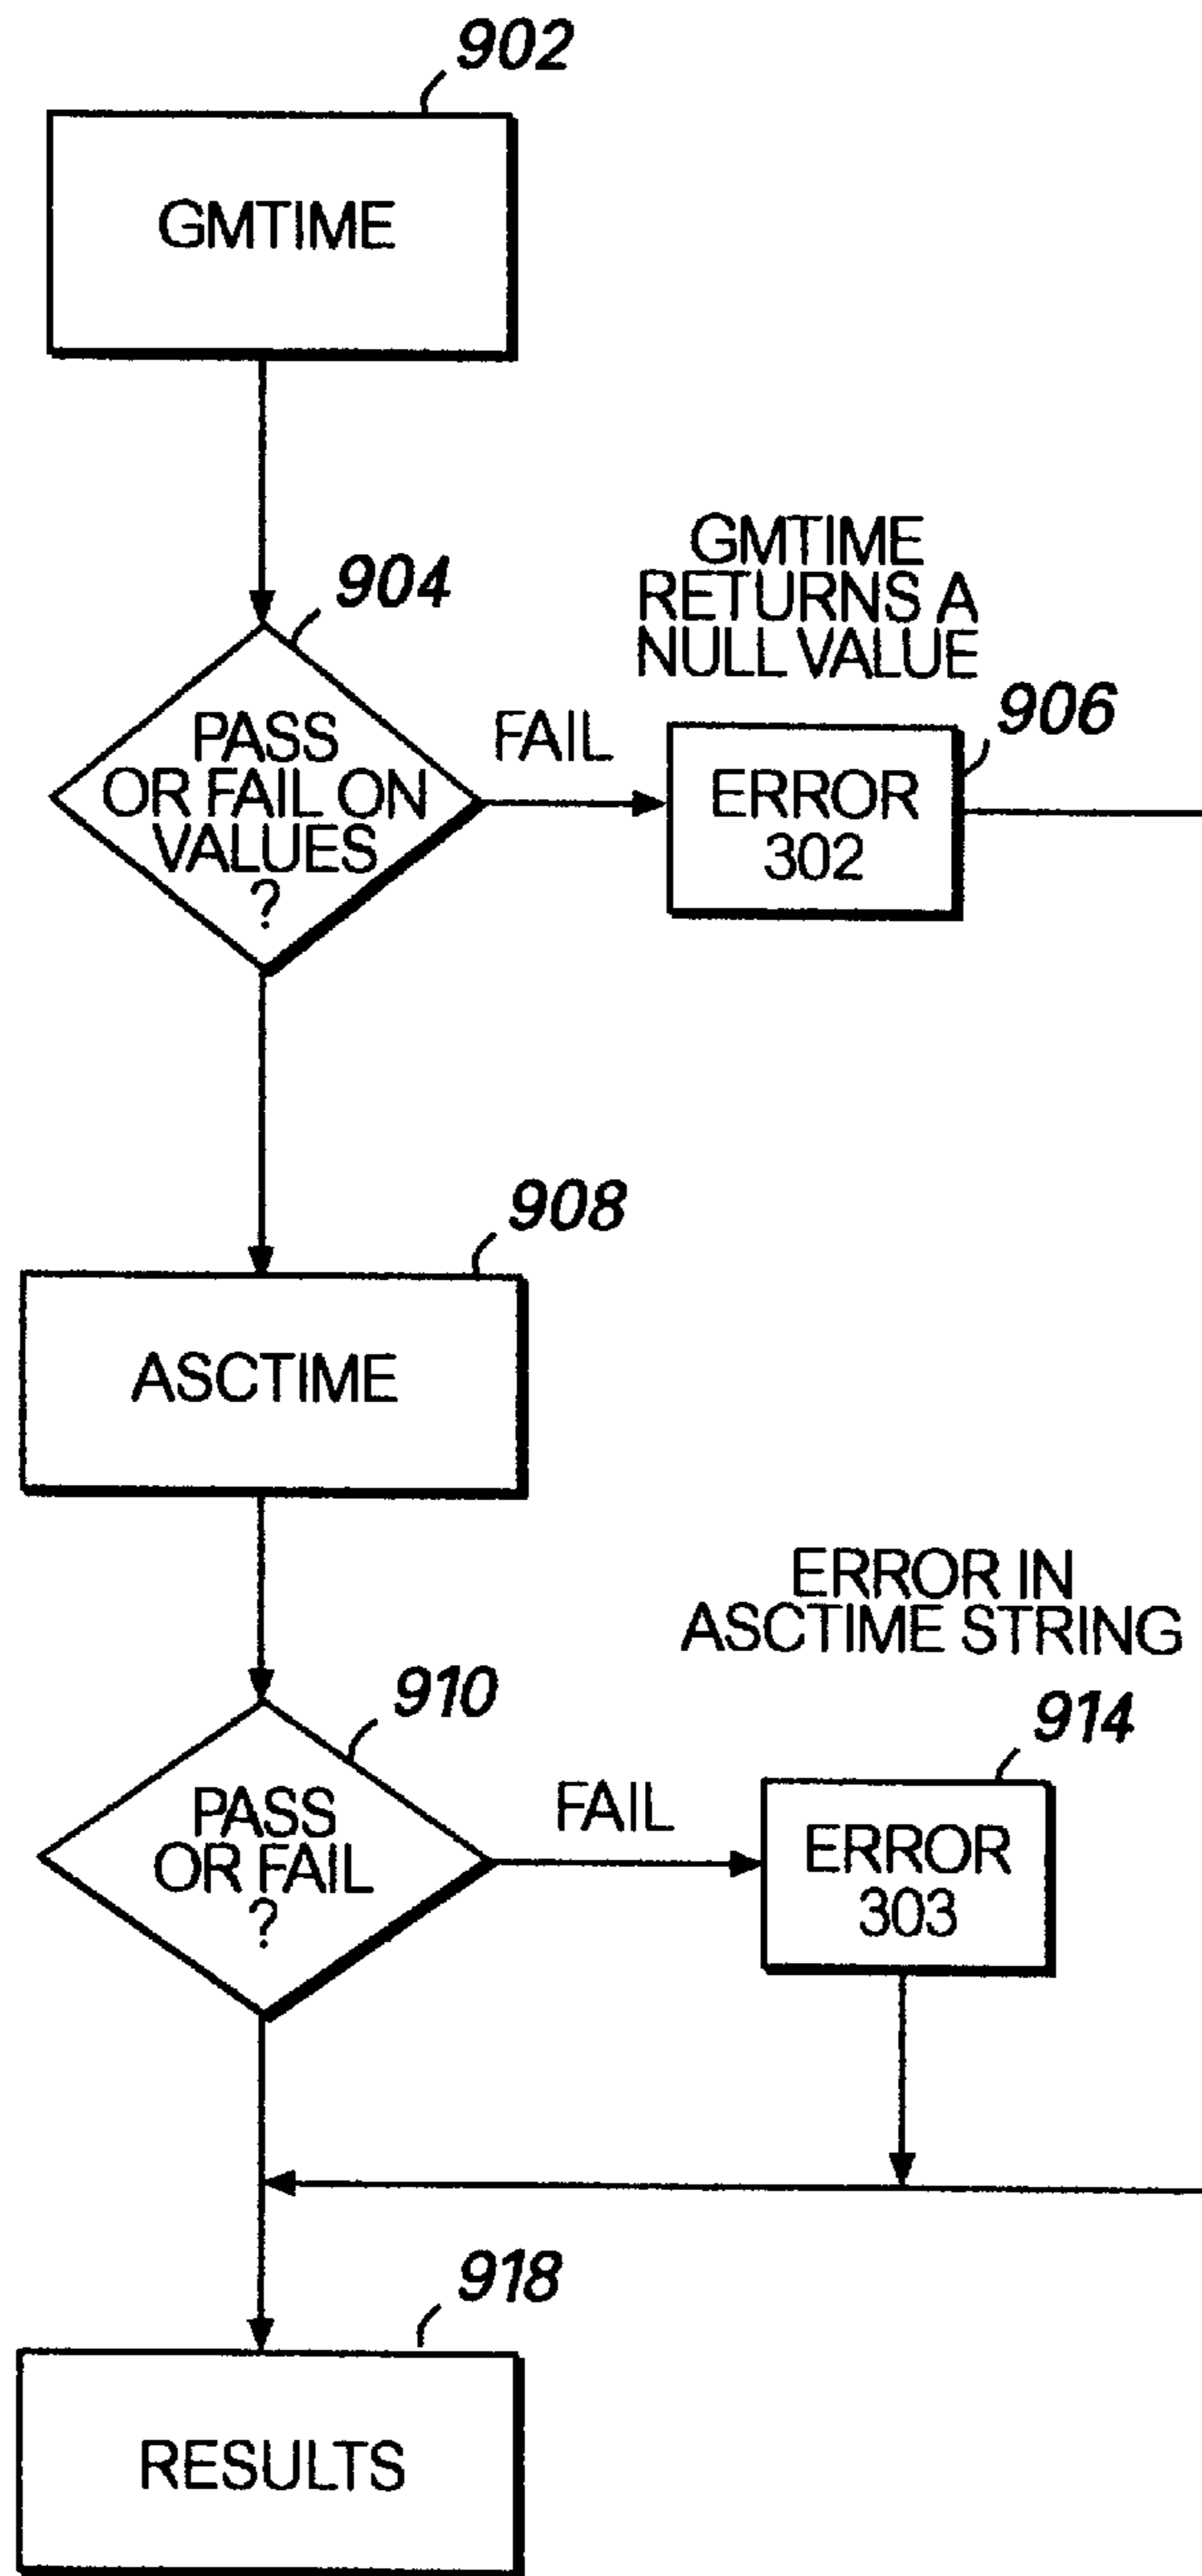 902
GMTIME
904
PASS
OR FAIL ON
VALUES
?
FAIL
GMTIME
RETURNS A
NULL VALUE
906
ERROR
302
908
ASCTIME
910
PASS
OR FAIL
?
FAIL
ERROR IN
ASCTIME STRING
914
ERROR
303
918
RESULTS